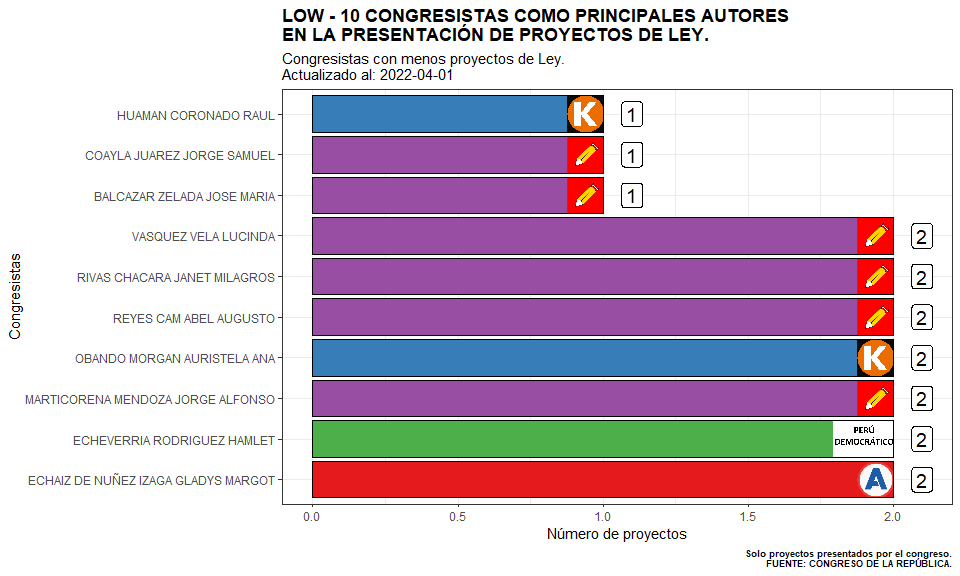 LOW - 10 CONGRESISTAS COMO PRINCIPALES AUTORES
EN LA PRESENTACIÓN DE PROYECTOS DE LEY.
Congresistas con menos proyectos de Ley.
Actualizado al: 2022-04-01
Congresistas
HUAMAN CORONADO RAUL
K
1
COAYLA JUAREZ JORGE SAMUEL
1
BALCAZAR ZELADA JOSE MARIA
1
VASQUEZ VELA LUCINDA
2
RIVAS CHACARA JANET MILAGROS
2
REYES CAM ABEL AUGUSTO
2
OBANDO MORGAN AURISTELA ANA
K
2
MARTICORENA MENDOZA JORGE ALFONSO
2
ECHEVERRIA RODRIGUEZ HAMLET
PERÚ
DEMOCRÁTICO
2
ECHAIZ DE NUÑEZ IZAGA GLADYS MARGOT
A
2
0.0 0.5 1.0 1.5 2.0
Número de proyectos
Solo proyectos presentados por el congreso.
FUENTE: CONGRESO DE LA REPÚBLICA.